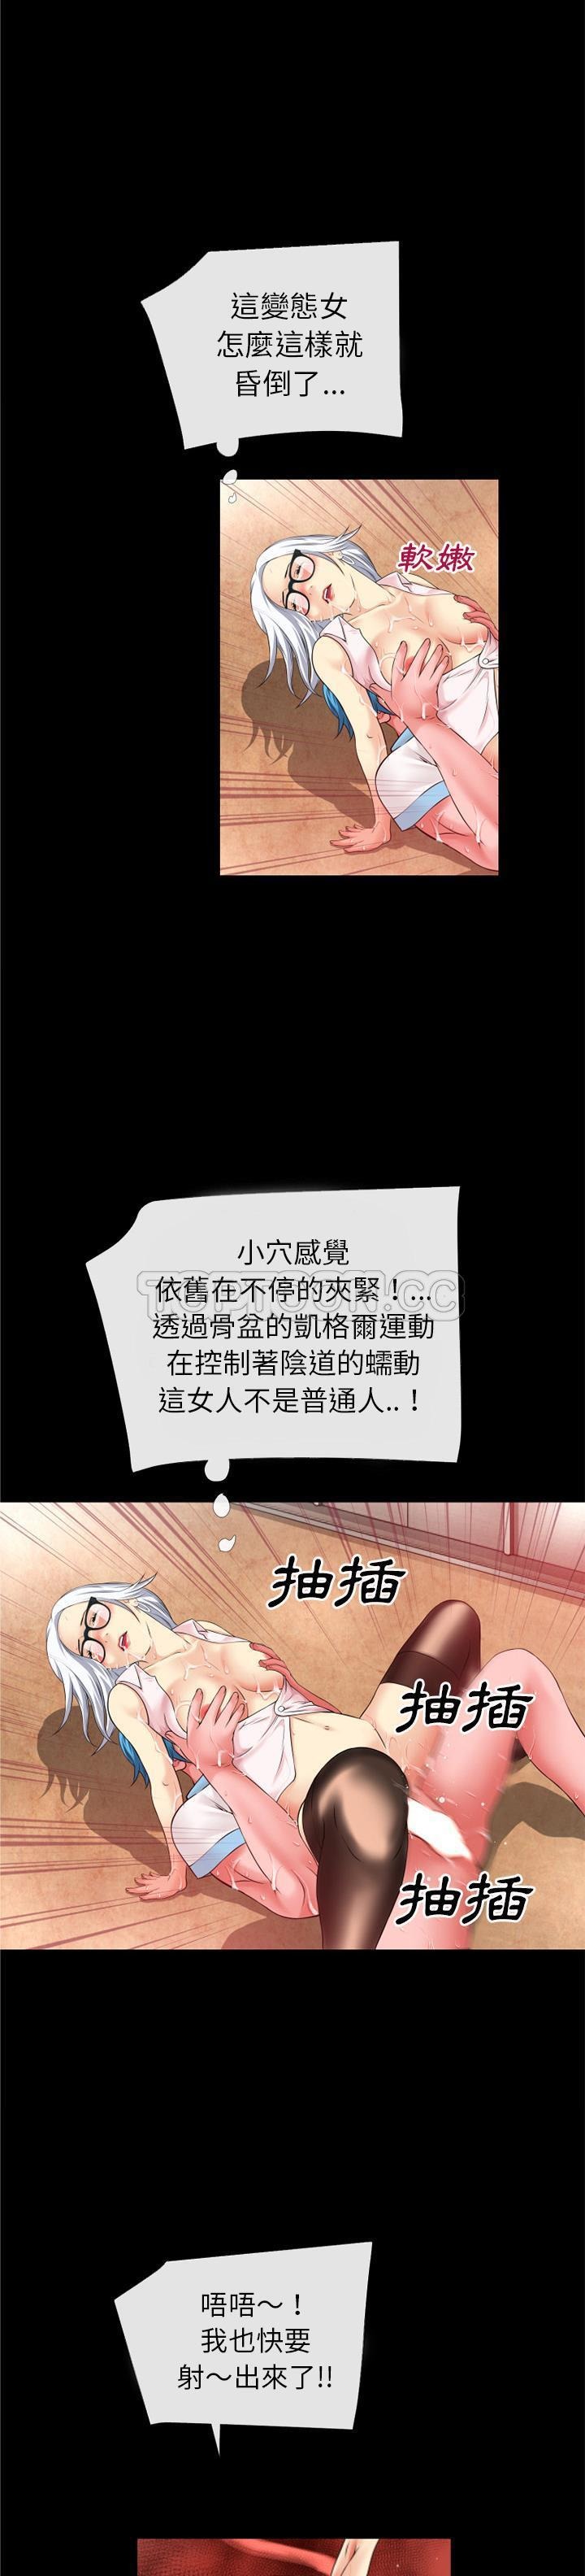 這變態女
怎麼這樣就
昏倒了...
軟嫩
小穴感覺
依舊在不停的夾緊！...
TOPTOON.CC
透過骨盆的凱格爾運動
在控制著陰道的蠕動
這女人不是普通人..！
抽插
抽插
抽插
唔唔～！
我也快要
射～出來了!!